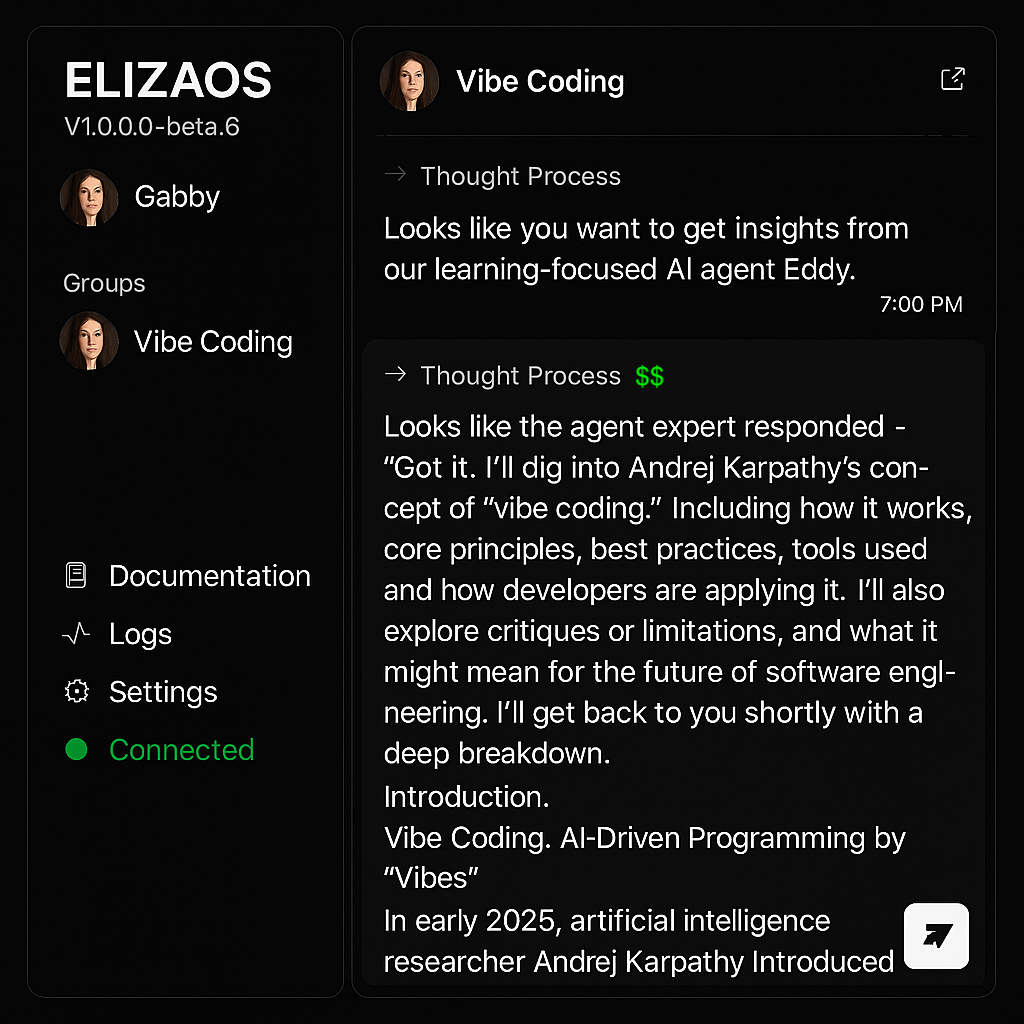 ELIZAOS
V1.0.0.0-beta.6
Gabby
Groups
Vibe Coding
Documentation
Logs
Settings
Connected
Vibe Coding
→ Thought Process
Looks like you want to get insights from
our learning-focused AI agent Eddy.
7:00 PM
→ Thought Process $$
Looks like the agent expert responded -
“Got it. I’ll dig into Andrej Karpathy’s con-
cept of “vibe coding.” Including how it works,
core principles, best practices, tools used
and how developers are applying it. I’ll also
explore critiques or limitations, and what it
might mean for the future of software engl-
neering. I’ll get back to you shortly with a
deep breakdown.
Introduction.
Vibe Coding. AI-Driven Programming by
“Vibes”
In early 2025, artificial intelligence
researcher Andrej Karpathy Introduced